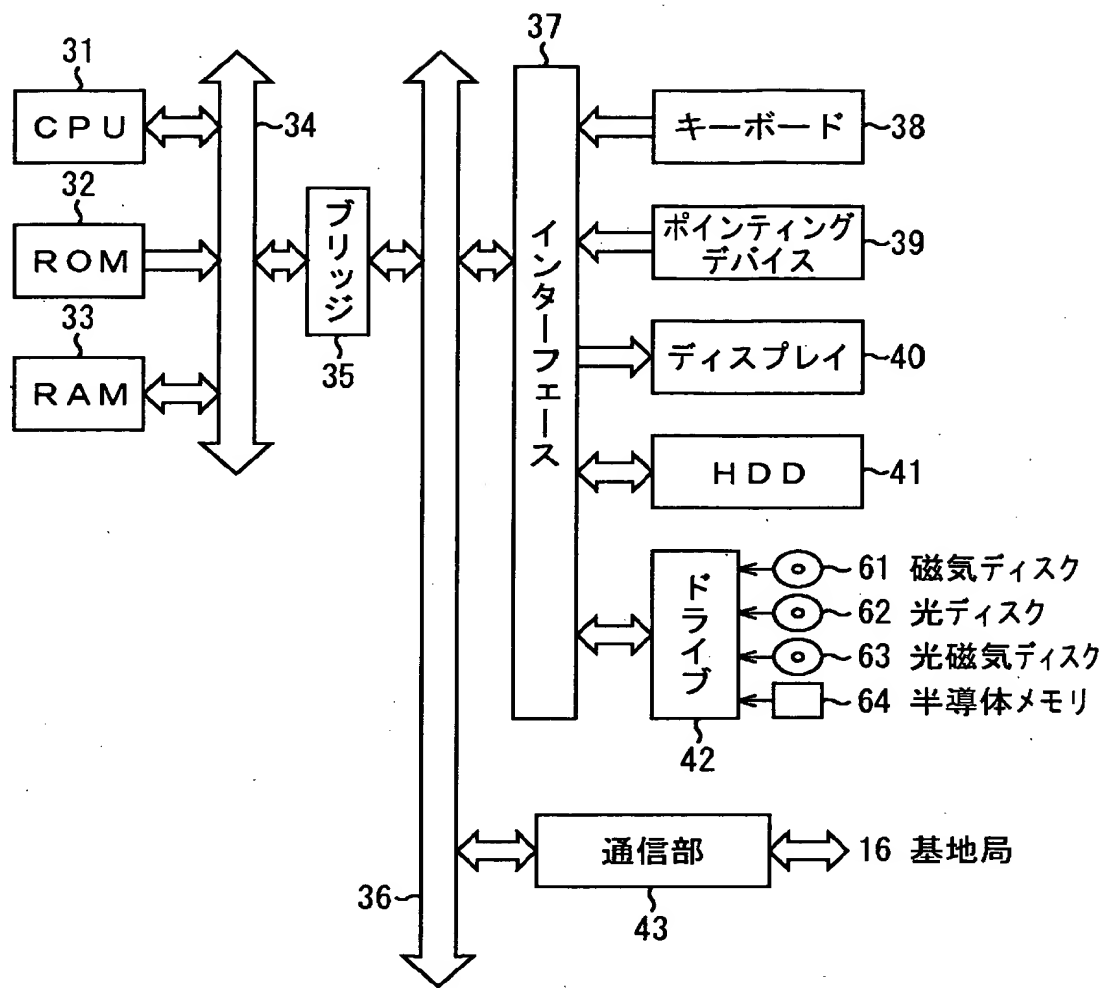 37
31
CPU
34
キーボード
38
32
ROM
ブリッジ
35
ポインティング
デバイス
39
33
RAM
インターフェース
ディスプレイ
40
HDD
41
ドライブ
42
61 磁気ディスク
62 光ディスク
63 光磁気ディスク
64 半導体メモリ
36
通信部
43
16 基地局